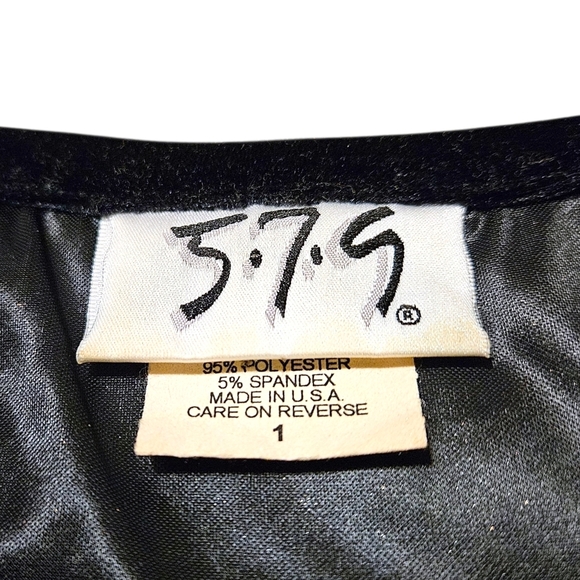 5·7·9 ®
95% POLYESTER
5% SPANDEX
MADE IN U.S.A.
CARE ON REVERSE
1